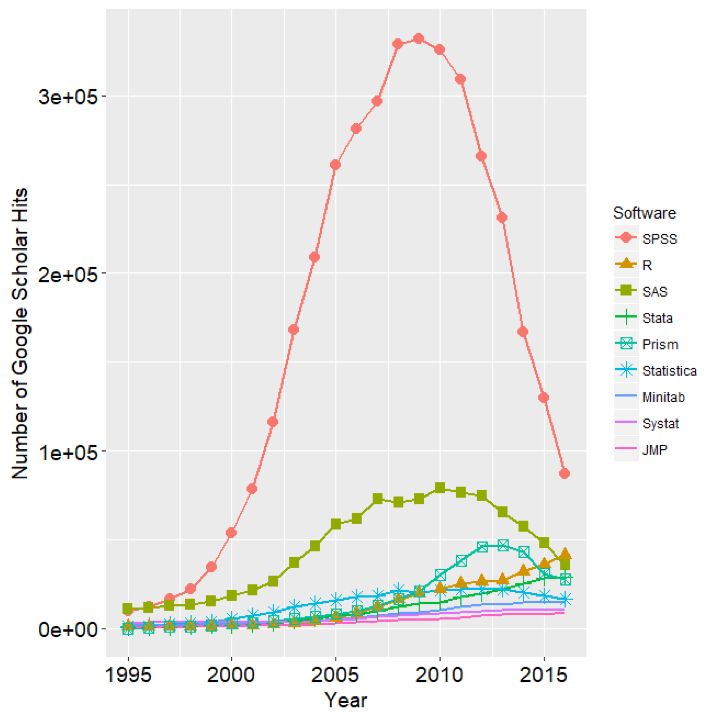 Number of Google Scholar Hits
3e+05
2e+05
1e+05
0e+00
1995 2000 2005 2010 2015
Year
Software
SPSS
R
SAS
Stata
Prism
Statistica
Minitab
Systat
JMP